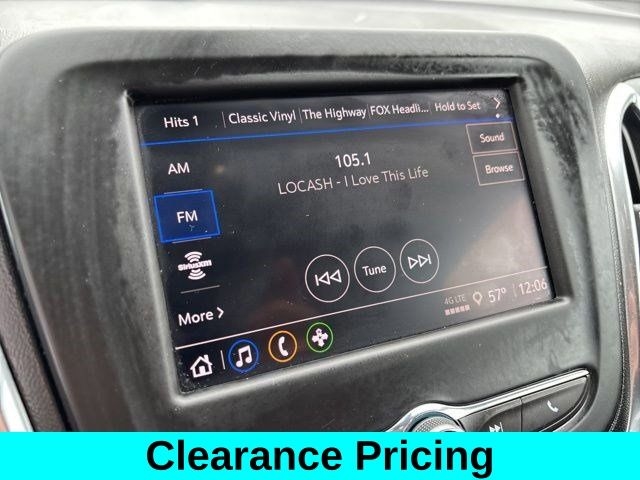 Hits 1 Classic Vinyl The Highway FOX Headli... Hold to Set >
AM
105.1
Sound
LOCASH - I Love This Life
Browse
FM
SiriusXM
Tune
More >
4G LTE 57° 12:06
Clearance Pricing